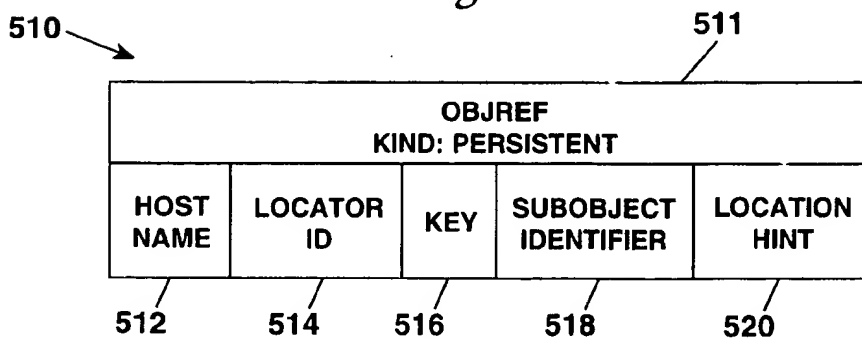 510
511
OBJREF
KIND: PERSISTENT
HOST NAME
LOCATOR ID
KEY
SUBOBJECT IDENTIFIER
LOCATION HINT
512 514 516 518 520